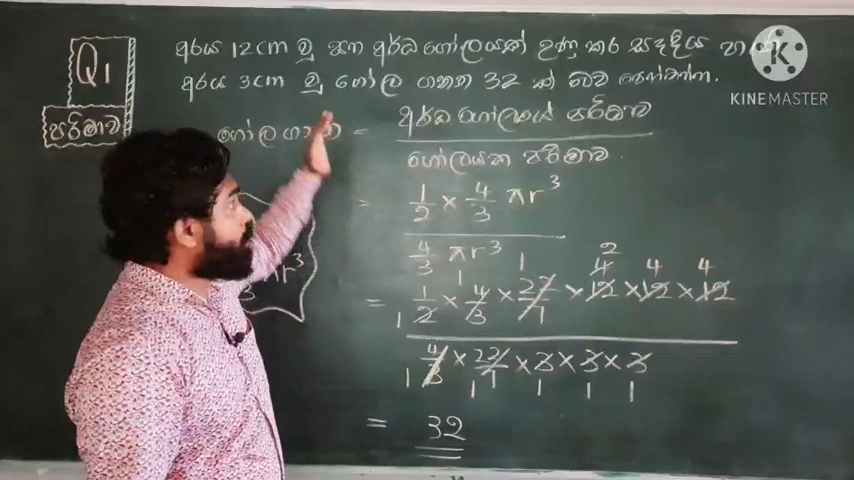 Q1
පරිමාව
අරය 12cm වූ ඝන අර්ධ ගෝලයක් උණු කර සෑදිය
අරය 3cm වූ ගෝල ගණන 32 ක් බව පෙන්වන්න.
ගෝල = අර්ධ ගෝලයේ පරිමාව
ගෝලයක පරිමාව
= 1/2 × 4/3 πr³
4/3 πr³
= 1/2 × 4/3 × 22/7 × 12 × 12 × 12
4/3 × 22/7 × 3 × 3 × 3
= 32
K
KINEMASTER